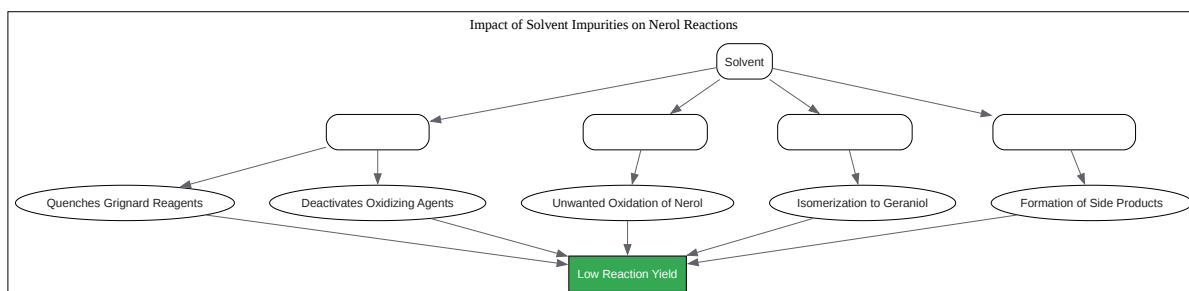 Impact of Solvent Impurities on Nerol Reactions
Solvent
Quenches Grignard Reagents
Deactivates Oxidizing Agents
Unwanted Oxidation of Nerol
Isomerization to Geraniol
Formation of Side Products
Low Reaction Yield